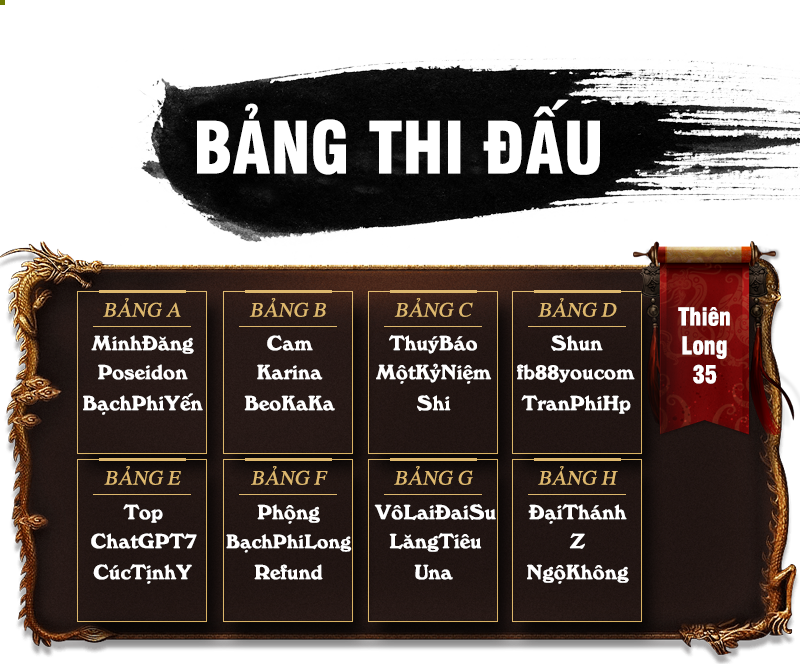 BẢNG THI ĐẤU
Thiên
Long
35
BẢNG A
MinhĐăng
Poseidon
BạchPhiYến
BẢNG B
Cam
Karina
BeoKaKa
BẢNG C
ThuýBáo
MộtKỷNiệm
Shi
BẢNG D
Shun
fb88youcom
TranPhiHp
BẢNG E
Top
ChatGPT7
CúcTịnhY
BẢNG F
Phộng
BạchPhiLong
Refund
BẢNG G
VôLaiĐaiSu
LăngTiêu
Una
BẢNG H
ĐạiThánh
Z
NgộKhông